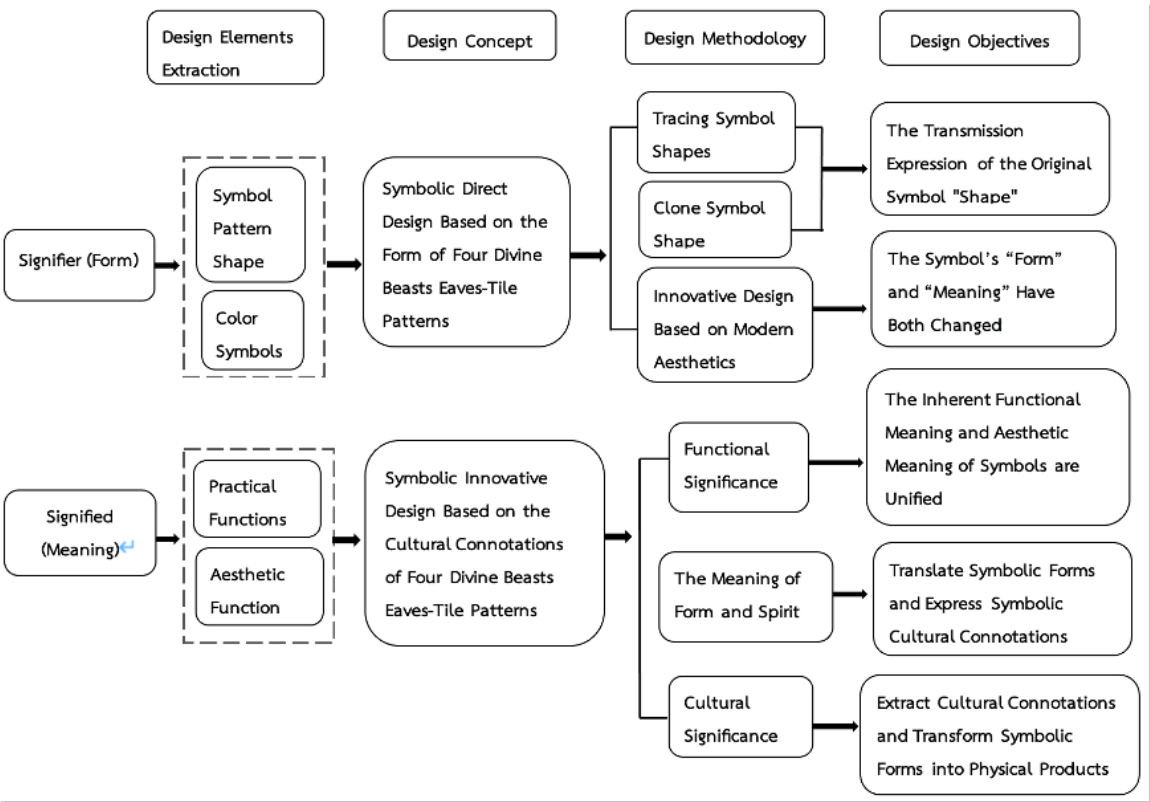 Design Elements
Extraction
Design Concept
Design Methodology
Design Objectives
Signifier (Form)
Symbol
Pattern
Shape
Color
Symbols
Symbolic Direct
Design Based on the
Form of Four Divine
Beasts Eaves-Tile
Patterns
Tracing Symbol
Shapes
Clone Symbol
Shape
Innovative Design
Based on Modern
Aesthetics
The Transmission
Expression of the Original
Symbol "Shape"
The Symbol’s “Form”
and “Meaning” Have
Both Changed
Signified
(Meaning)↵
Practical
Functions
Aesthetic
Function
Symbolic Innovative
Design Based on the
Cultural Connotations
of Four Divine Beasts
Eaves-Tile Patterns
Functional
Significance
The Meaning of
Form and Spirit
Cultural
Significance
The Inherent Functional
Meaning and Aesthetic
Meaning of Symbols are
Unified
Translate Symbolic Forms
and Express Symbolic
Cultural Connotations
Extract Cultural Connotations
and Transform Symbolic
Forms into Physical Products